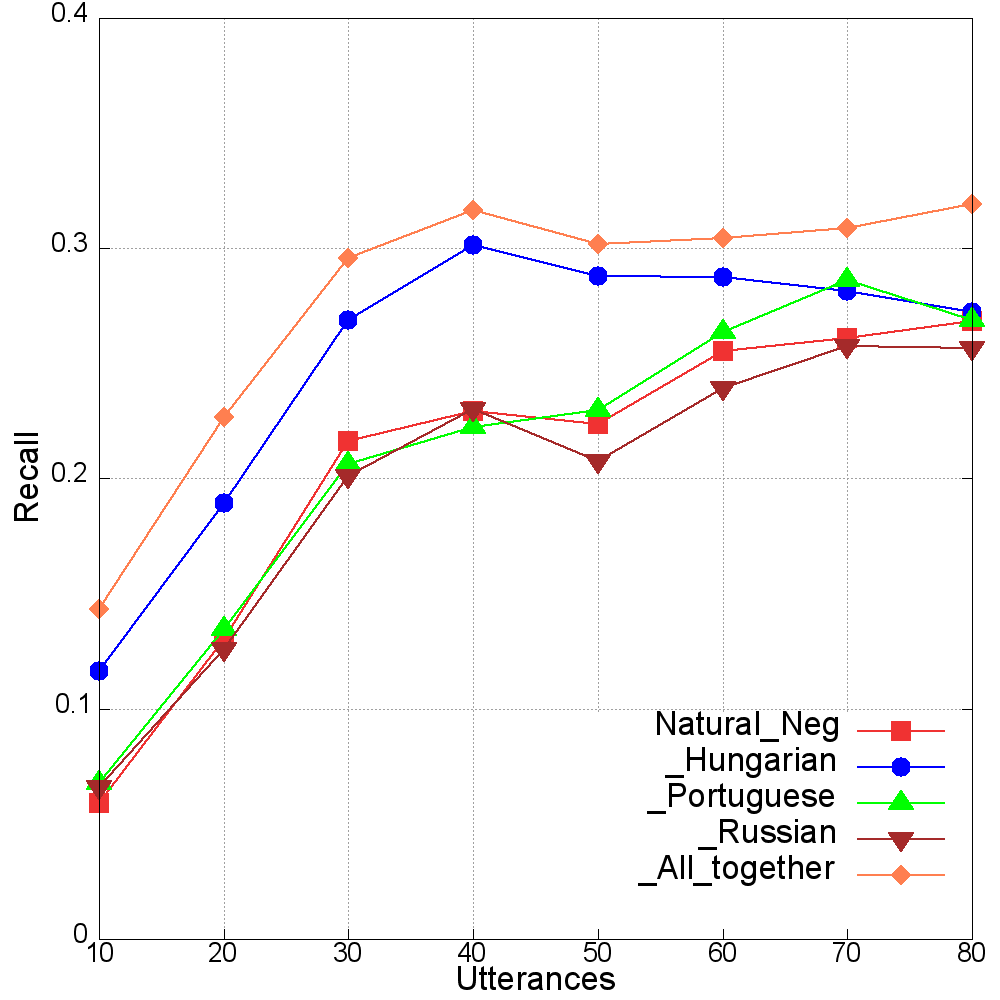 0.4
0.3
0.2
0.1
0
Recall
10 20 30 40 50 60 70 80
Utterances
Natural_Neg
_Hungarian
_Portuguese
_Russian
_All_together